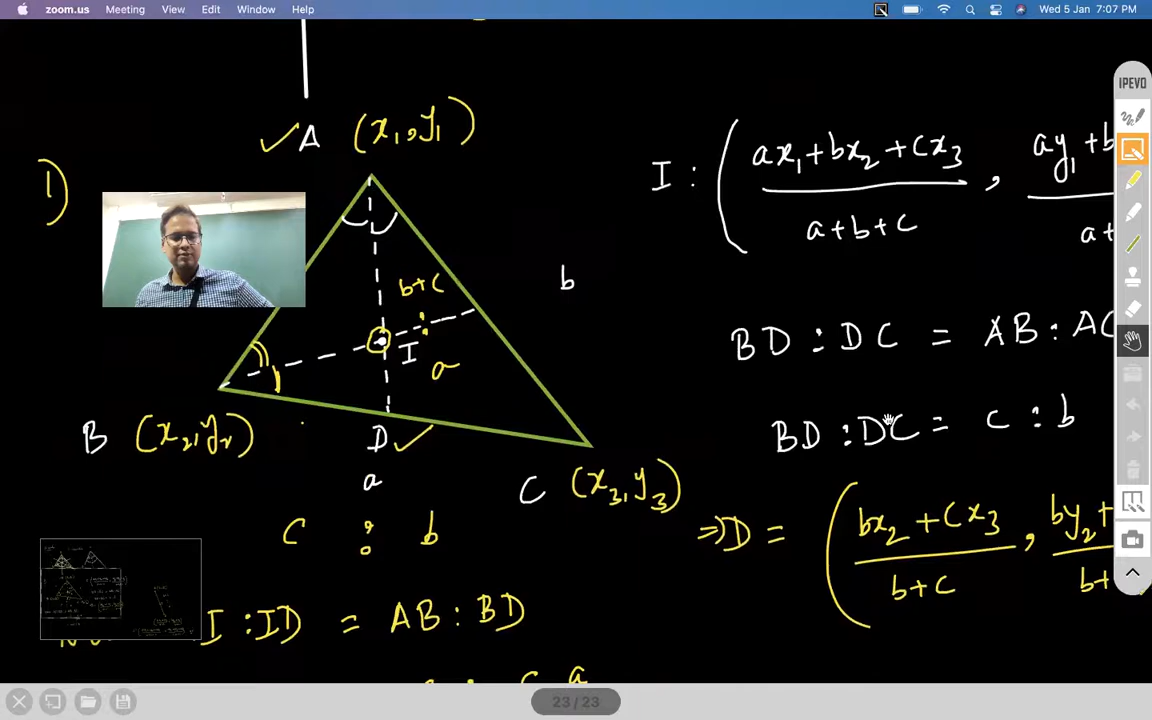 zoom.us Meeting View Edit Window Help Wed 5 Jan 7:07 PM
IPEVO
A (x₁, y₁)
1)
I : ( ax₁+bx₂+cx₃ , ay₁+b
a+b+c a+
b+c
b
I
a
BD : DC = AB : AC
B (x₂, y₂)
D
BD : DC = c : b
a
C (x₃, y₃)
c : b
⇒ D = ( bx₂+cx₃ , by₂+
b+c b+
I : ID = AB : BD
c a
23 / 23